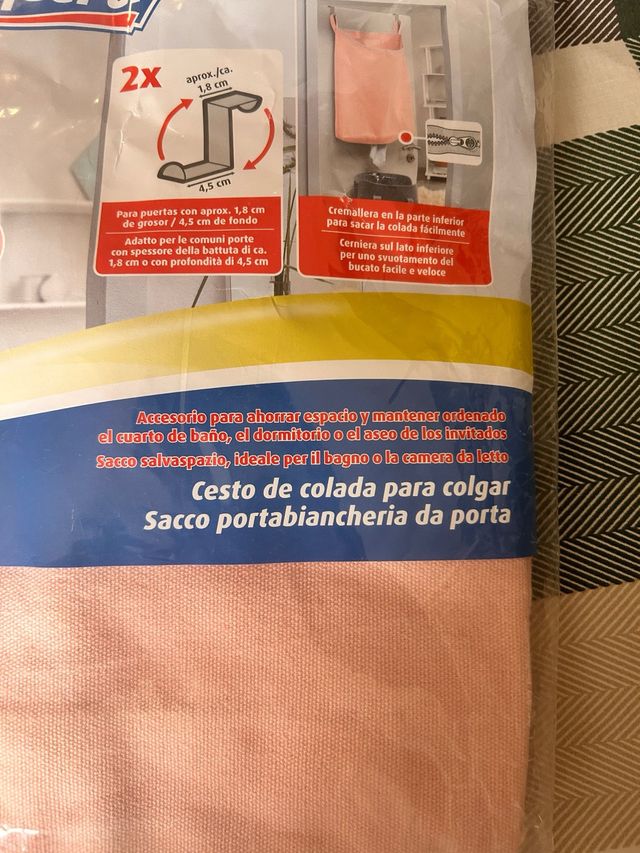 2x
aprox./ca.
1,8 cm
4,5 cm
Para puertas con aprox. 1,8 cm
de grosor / 4,5 cm de fondo
Adatto per le comuni porte
con spessore della battuta di ca.
1,8 cm o con profondità di 4,5 cm
Cremallera en la parte inferior
para sacar la colada fácilmente
Cerniera sul lato inferiore
per uno svuotamento del
bucato facile e veloce
Accesorio para ahorrar espacio y mantener ordenado
el cuarto de baño, el dormitorio o el aseo de los invitados
Sacco salvaspazio, ideale per il bagno o la camera da letto
Cesto de colada para colgar
Sacco portabiancheria da porta